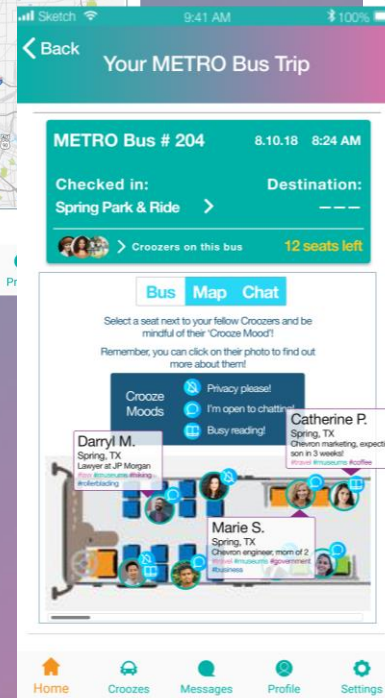 Sketch 9:41 AM 100%
Back
Your METRO Bus Trip
METRO Bus # 204 8.10.18 8:24 AM
Checked in: Destination:
Spring Park & Ride > ---
> Croozers on this bus 12 seats left
Bus Map Chat
Select a seat next to your fellow Croozers and be
mindful of their 'Crooze Mood'!
Remember, you can click on their photo to find out
more about them!
Crooze
Moods
Privacy please!
I'm open to chatting
Busy reading!
Catherine P.
Spring, TX
Chevron marketing, expecti
son in 3 weeks!
#travel #museums #coffee
Darryl M.
Spring, TX
Lawyer at JP Morgan
#museums #hiking
#rollerblading
Marie S.
Spring, TX
Chevron engineer, mom of 2
#travel #museums #government
#business
Pr
Home Croozes Messages Profile Settings